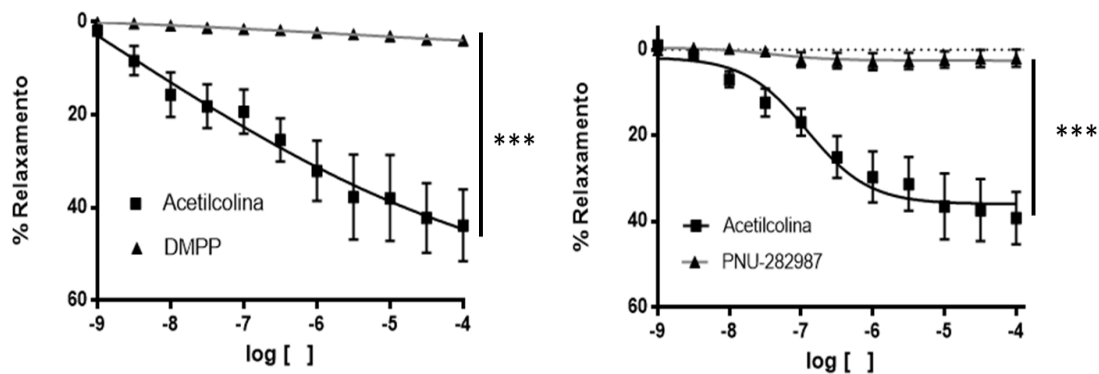 % Relaxamento
0
20
40
60
-9 -8 -7 -6 -5 -4
log [ ]
Acetilcolina
DMPP
***
% Relaxamento
0
20
40
60
-9 -8 -7 -6 -5 -4
log [ ]
Acetilcolina
PNU-282987
***